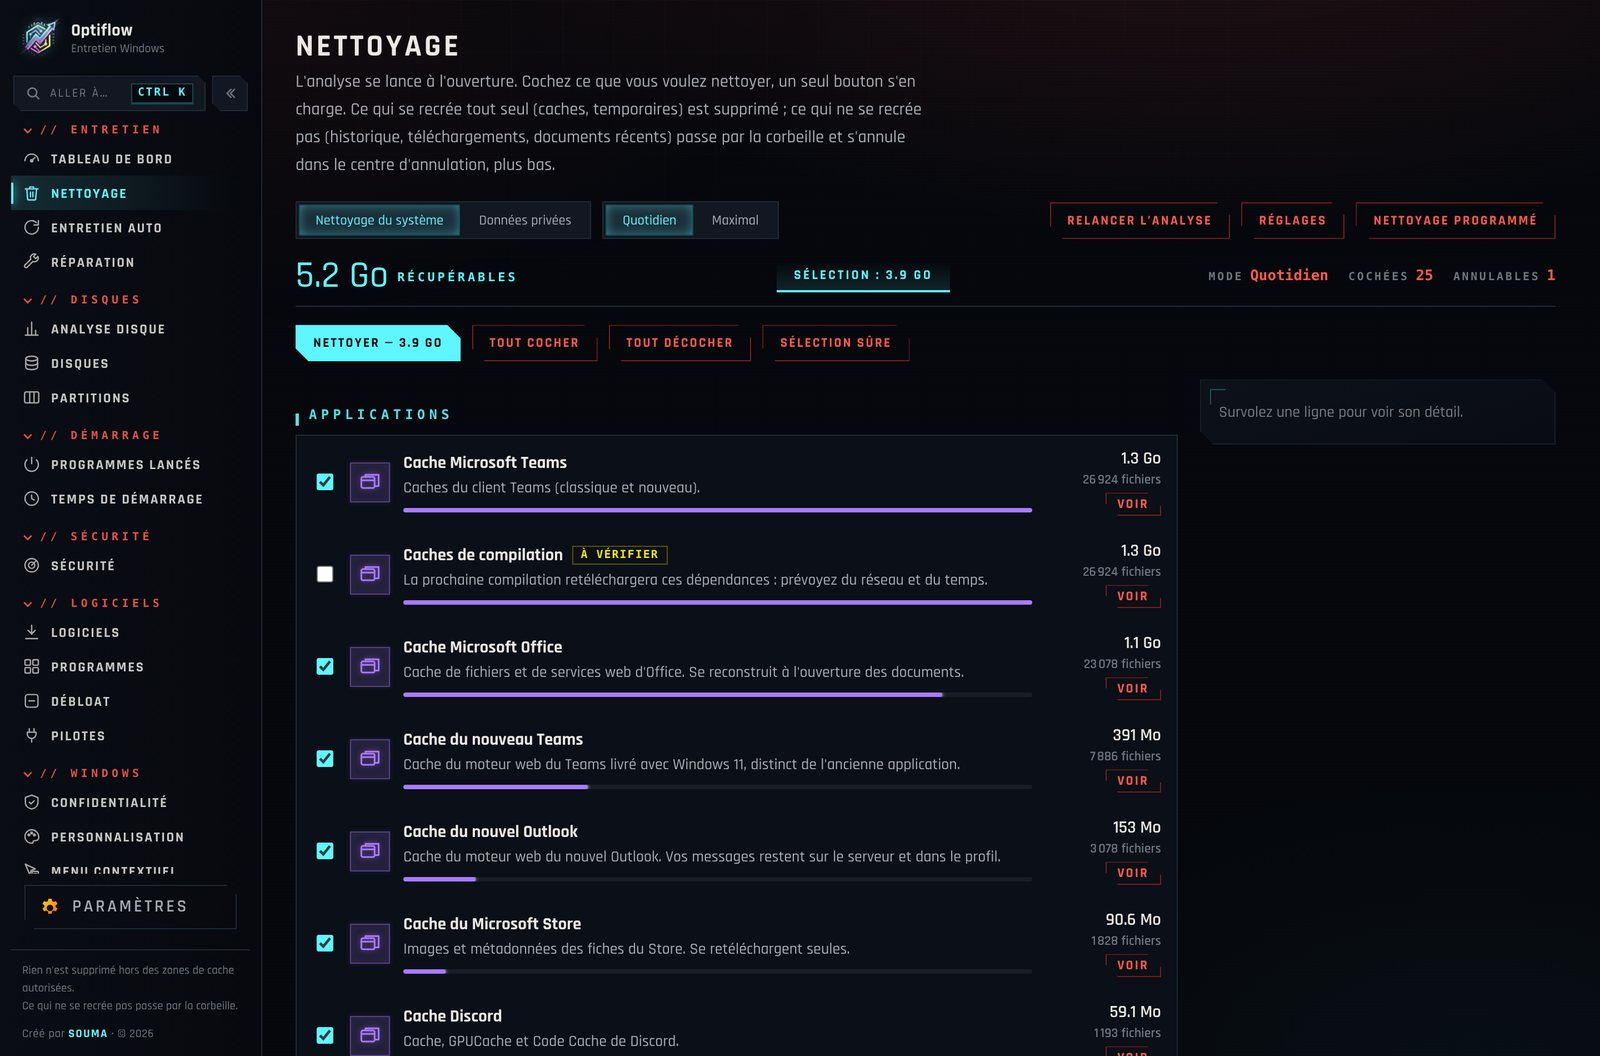 Optiflow
Entretien Windows
ALLER À...
CTRL K
// ENTRETIEN
TABLEAU DE BORD
NETTOYAGE
ENTRETIEN AUTO
RÉPARATION
// DISQUES
ANALYSE DISQUE
DISQUES
PARTITIONS
// DÉMARRAGE
PROGRAMMES LANCÉS
TEMPS DE DÉMARRAGE
// SÉCURITÉ
SÉCURITÉ
// LOGICIELS
LOGICIELS
PROGRAMMES
DÉBLOAT
PILOTES
// WINDOWS
CONFIDENTIALITÉ
PERSONNALISATION
MENU CONTEXTUEL
PARAMÈTRES
Rien n'est supprimé hors des zones de cache
autorisées.
Ce qui ne se recrée pas passe par la corbeille.
Créé par SOUMA · © 2026
NETTOYAGE
L'analyse se lance à l'ouverture. Cochez ce que vous voulez nettoyer, un seul bouton s'en
charge. Ce qui se recrée tout seul (caches, temporaires) est supprimé ; ce qui ne se recrée
pas (historique, téléchargements, documents récents) passe par la corbeille et s'annule
dans le centre d'annulation, plus bas.
Nettoyage du système
Données privées
Quotidien
Maximal
RELANCER L'ANALYSE
RÉGLAGES
NETTOYAGE PROGRAMMÉ
5.2 Go RÉCUPÉRABLES
SÉLECTION : 3.9 GO
MODE Quotidien COCHÉES 25 ANNULABLES 1
NETTOYER – 3.9 GO
TOUT COCHER
TOUT DÉCOCHER
SÉLECTION SÛRE
APPLICATIONS
Cache Microsoft Teams
Caches du client Teams (classique et nouveau).
1.3 Go
26 924 fichiers
VOIR
Caches de compilation À VÉRIFIER
La prochaine compilation retéléchargera ces dépendances : prévoyez du réseau et du temps.
1.3 Go
26 924 fichiers
VOIR
Cache Microsoft Office
Cache de fichiers et de services web d'Office. Se reconstruit à l'ouverture des documents.
1.1 Go
23 078 fichiers
VOIR
Cache du nouveau Teams
Cache du moteur web du Teams livré avec Windows 11, distinct de l'ancienne application.
391 Mo
7 886 fichiers
VOIR
Cache du nouvel Outlook
Cache du moteur web du nouvel Outlook. Vos messages restent sur le serveur et dans le profil.
153 Mo
3 078 fichiers
VOIR
Cache du Microsoft Store
Images et métadonnées des fiches du Store. Se retéléchargent seules.
90.6 Mo
1 828 fichiers
VOIR
Cache Discord
Cache, GPUCache et Code Cache de Discord.
59.1 Mo
1 193 fichiers
VOIR
Survolez une ligne pour voir son détail.